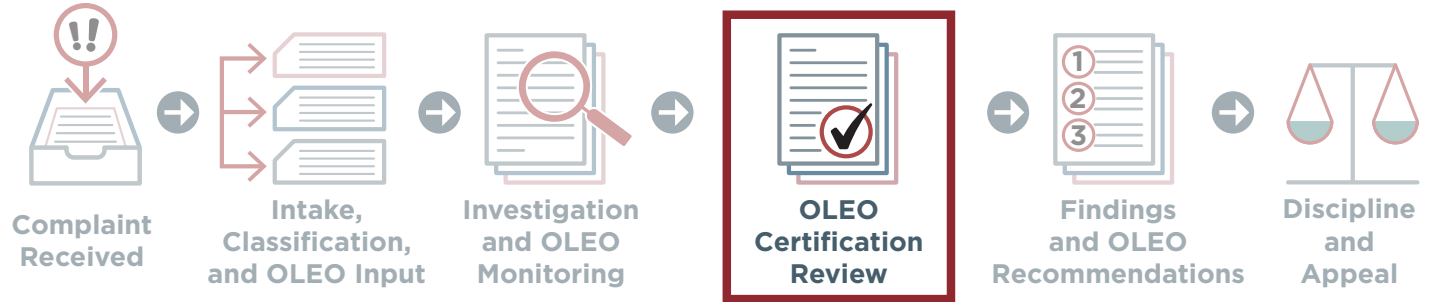 !!
Complaint
Received
Intake,
Classification,
and OLEO Input
Investigation
and OLEO
Monitoring
OLEO
Certification
Review
1
2
3
Findings
and OLEO
Recommendations
Discipline
and
Appeal